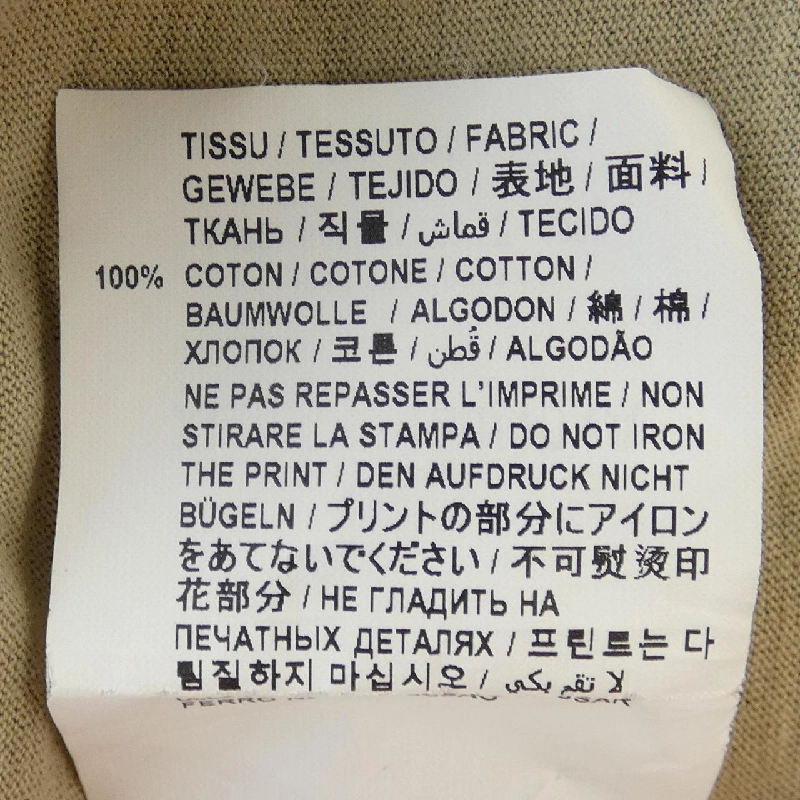 TISSU / TESSUTO / FABRIC /
GEWEBE / TEJIDO / 表地 / 面料 /
ТКАНЬ / 직물 / قماش / TECIDO
100% COTON / COTONE / COTTON /
BAUMWOLLE / ALGODON / 綿 / 棉 /
ХЛОПОК / 코튼 / قُطن / ALGODÃO
NE PAS REPASSER L'IMPRIME / NON
STIRARE LA STAMPA / DO NOT IRON
THE PRINT / DEN AUFDRUCK NICHT
BÜGELN / プリントの部分にアイロン
をあてないでください / 不可熨烫印
花部分 / НЕ ГЛАДИТЬ НА
ПЕЧАТНЫХ ДЕТАЛЯХ / 프린트는 다
림질하지 마십시오 / لا تقم بكي